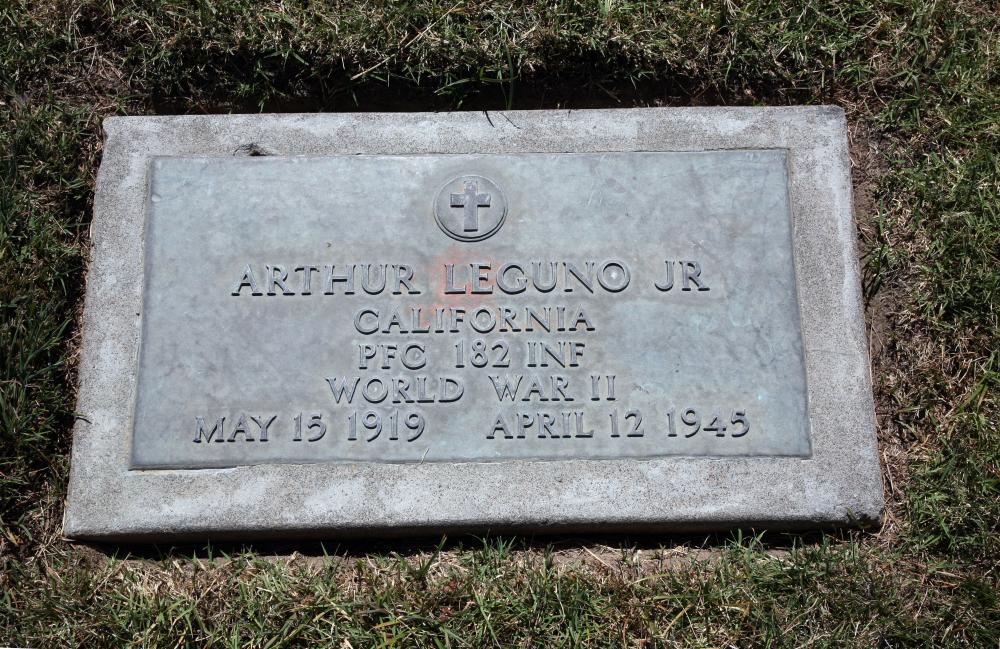 ARTHUR LEGUNO JR
CALIFORNIA
PFC 182 INF
WORLD WAR II
MAY 15 1919 APRIL 12 1945